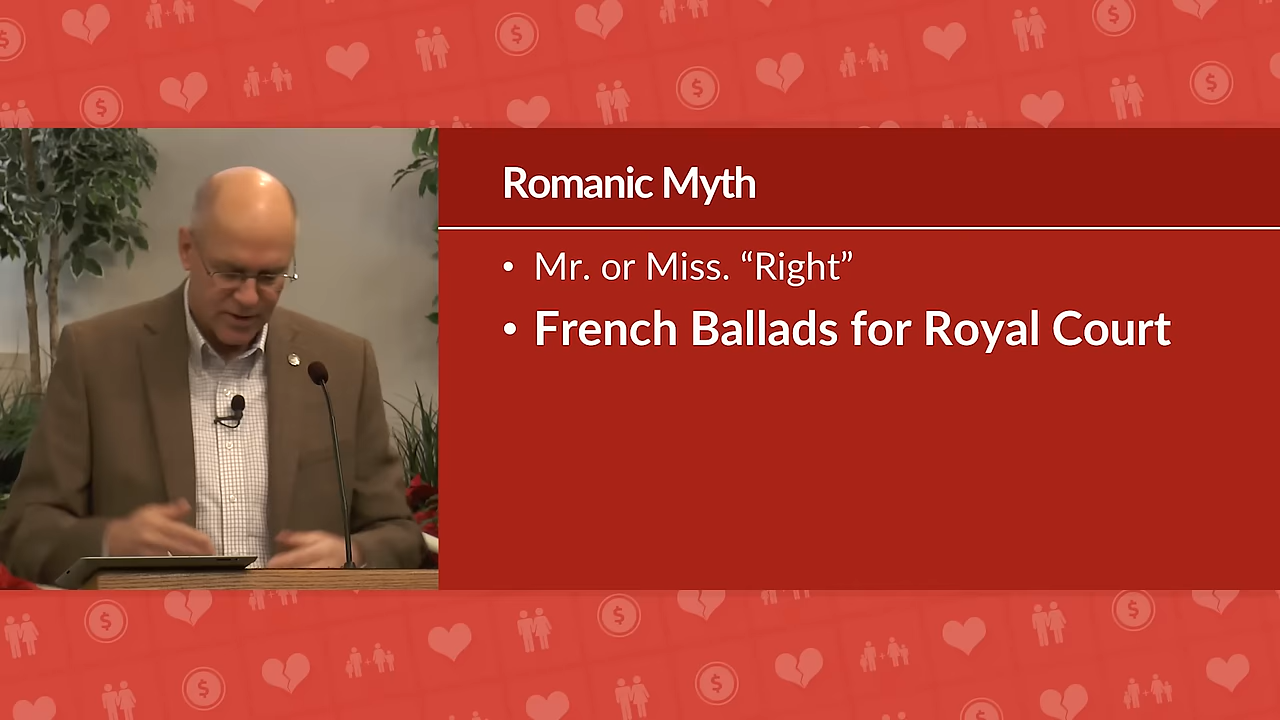 Romanic Myth
• Mr. or Miss. “Right”
• French Ballads for Royal Court